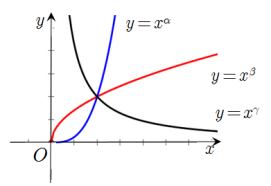 y
y = x^α
y = x^β
y = x^γ
O
x